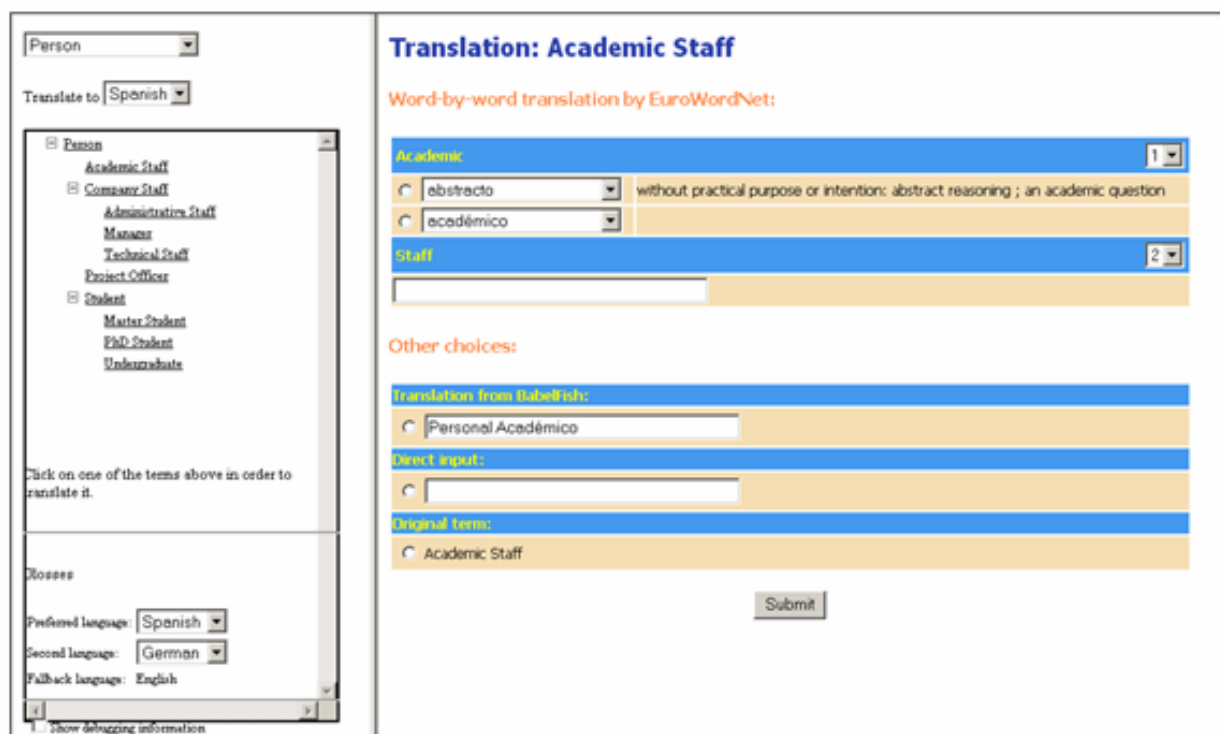 Person
Translate to Spanish
Person
Academic Staff
Company Staff
Administrative Staff
Manager
Technical Staff
Project Officer
Student
Master Student
PhD Student
Undergraduate
Click on one of the terms above in order to
translate it.
Glosses
Preferred language: Spanish
Second language: German
Fallback language: English
Show debugging information
Translation: Academic Staff
Word-by-word translation by EuroWordNet:
Academic 1
abstracto without practical purpose or intention: abstract reasoning ; an academic question
académico
Staff 2
Other choices:
Translation from BabelFish:
Personal Académico
Direct input:
Original term:
Academic Staff
Submit